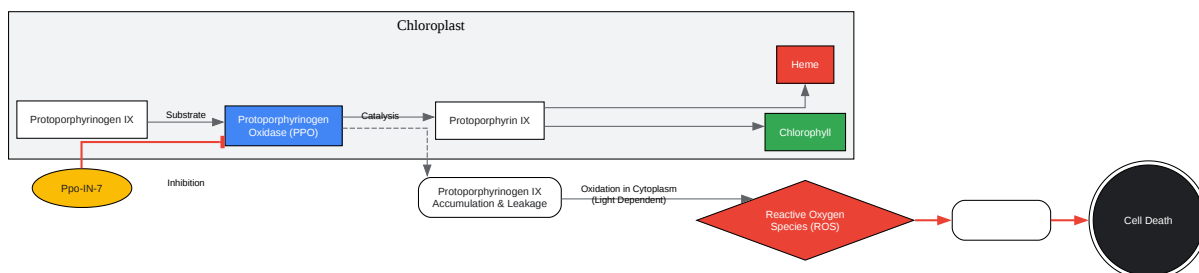 Chloroplast
Heme
Protoporphyrinogen IX
Substrate
Protoporphyrinogen
Oxidase (PPO)
Catalysis
Protoporphyrin IX
Chlorophyll
Ppo-IN-7
Inhibition
Protoporphyrinogen IX
Accumulation & Leakage
Oxidation in Cytoplasm
(Light Dependent)
Reactive Oxygen
Species (ROS)
Cell Death